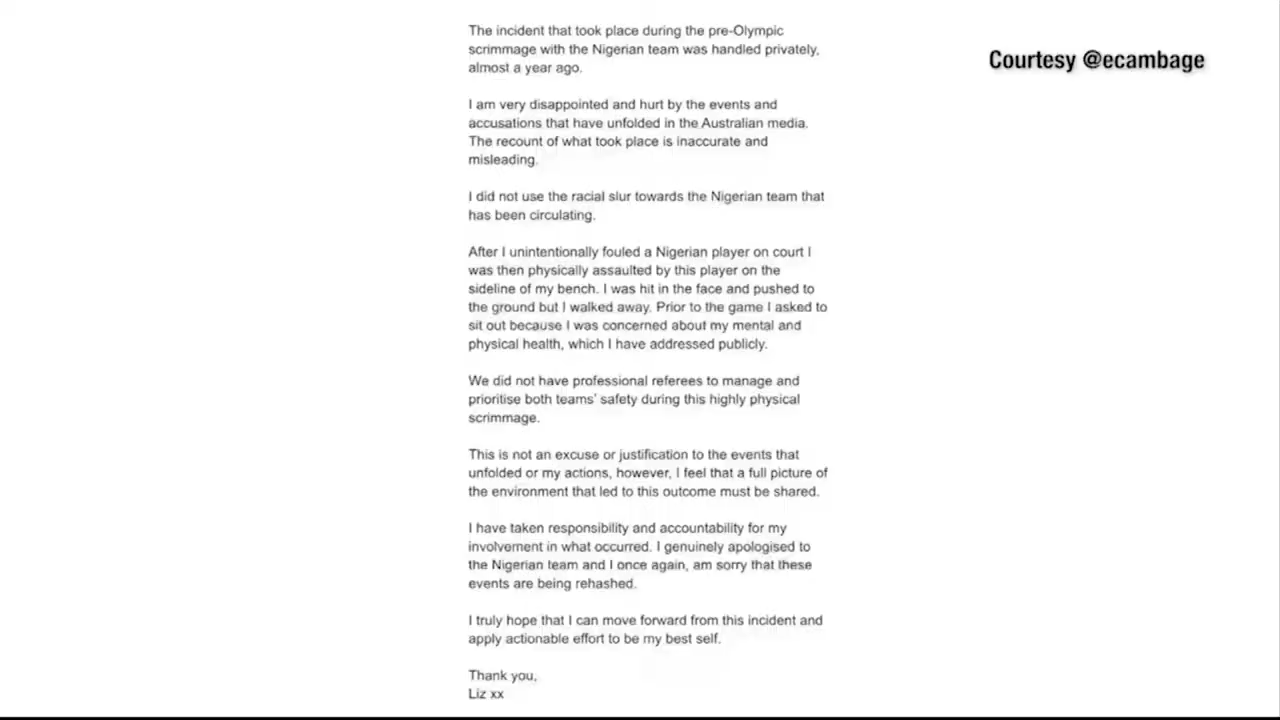 The incident that took place during the pre-Olympic
scrimmage with the Nigerian team was handled privately,
almost a year ago.
I am very disappointed and hurt by the events and
accusations that have unfolded in the Australian media.
The recount of what took place is inaccurate and
misleading.
I did not use the racial slur towards the Nigerian team that
has been circulating.
After I unintentionally fouled a Nigerian player on court I
was then physically assaulted by this player on the
sideline of my bench. I was hit in the face and pushed to
the ground but I walked away. Prior to the game I asked to
sit out because I was concerned about my mental and
physical health, which I have addressed publicly.
We did not have professional referees to manage and
prioritise both teams' safety during this highly physical
scrimmage.
This is not an excuse or justification to the events that
unfolded or my actions, however, I feel that a full picture of
the environment that led to this outcome must be shared.
I have taken responsibility and accountability for my
involvement in what occurred. I genuinely apologised to
the Nigerian team and I once again, am sorry that these
events are being rehashed.
I truly hope that I can move forward from this incident and
apply actionable effort to be my best self.
Thank you,
Liz xx
Courtesy @ecambage